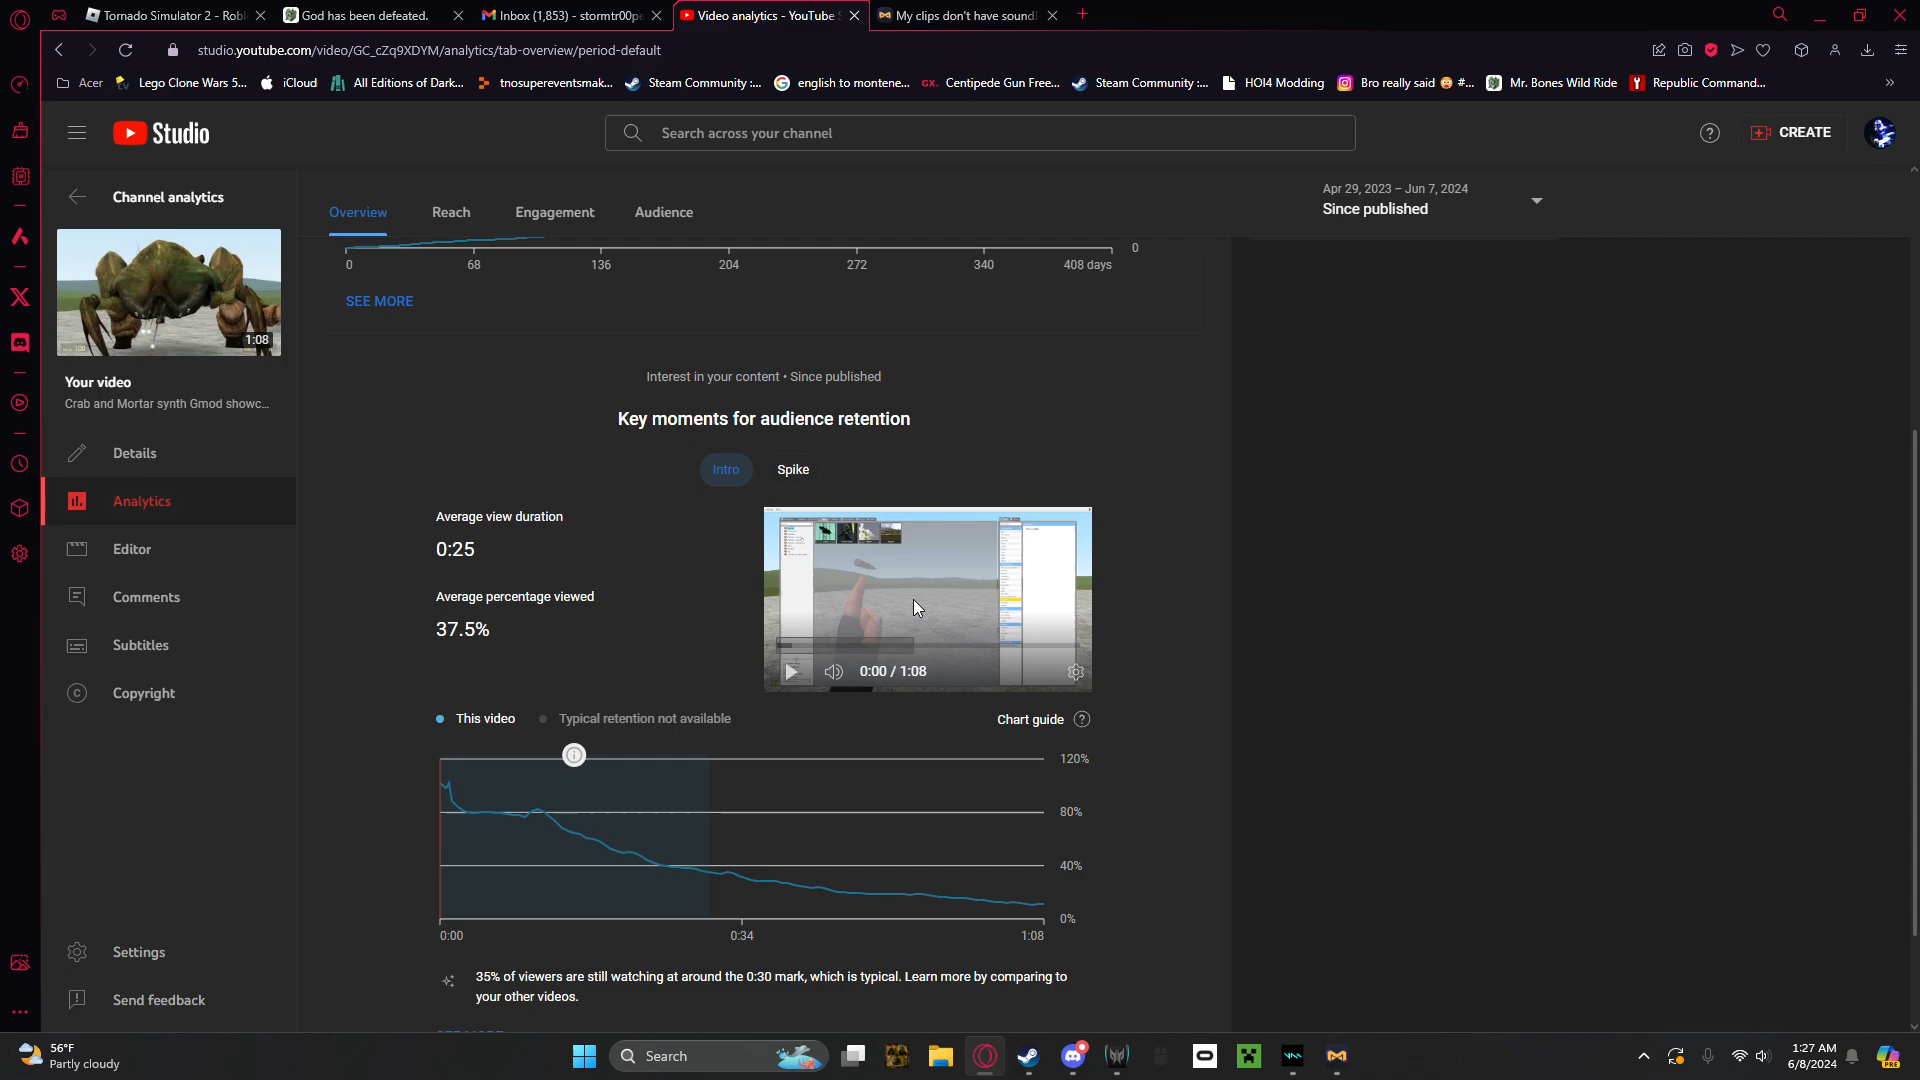 Tornado Simulator 2 - Robl
God has been defeated.
Inbox (1,853) - stormtr00pe
Video analytics - YouTube S
My clips don't have sound!
studio.youtube.com/video/GC_cZq9XDYM/analytics/tab-overview/period-default
Acer
Lego Clone Wars 5...
iCloud
All Editions of Dark...
tnosupereventsmak...
Steam Community :...
english to montene...
GX.
Centipede Gun Free...
Steam Community :...
HOI4 Modding
Bro really said 😳 #...
Mr. Bones Wild Ride
Republic Command...
Studio
Search across your channel
CREATE
Channel analytics
Overview
Reach
Engagement
Audience
Apr 29, 2023 – Jun 7, 2024
Since published
1:08
Your video
Crab and Mortar synth Gmod showc...
Details
Analytics
Editor
Comments
Subtitles
Copyright
Settings
Send feedback
0
0
68
136
204
272
340
408 days
SEE MORE
Interest in your content • Since published
Key moments for audience retention
Intro
Spike
Average view duration
0:25
Average percentage viewed
37.5%
0:00 / 1:08
This video
Typical retention not available
Chart guide
120%
80%
40%
0%
0:00
0:34
1:08
35% of viewers are still watching at around the 0:30 mark, which is typical. Learn more by comparing to
your other videos.
SEE MORE
56°F
Partly cloudy
Search
1:27 AM
6/8/2024
PRE